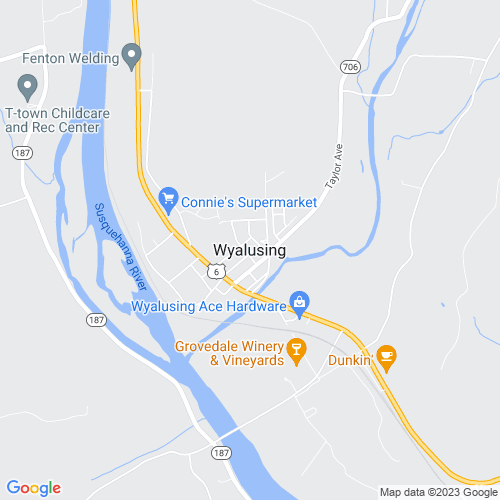 Fenton Welding
706
T-town Childcare
and Rec Center
187
Taylor Ave
Connie's Supermarket
Susquehanna River
Wyalusing
6
Wyalusing Ace Hardware
187
Grovedale Winery
& Vineyards
Dunkin'
187
Google
Map data ©2023 Google